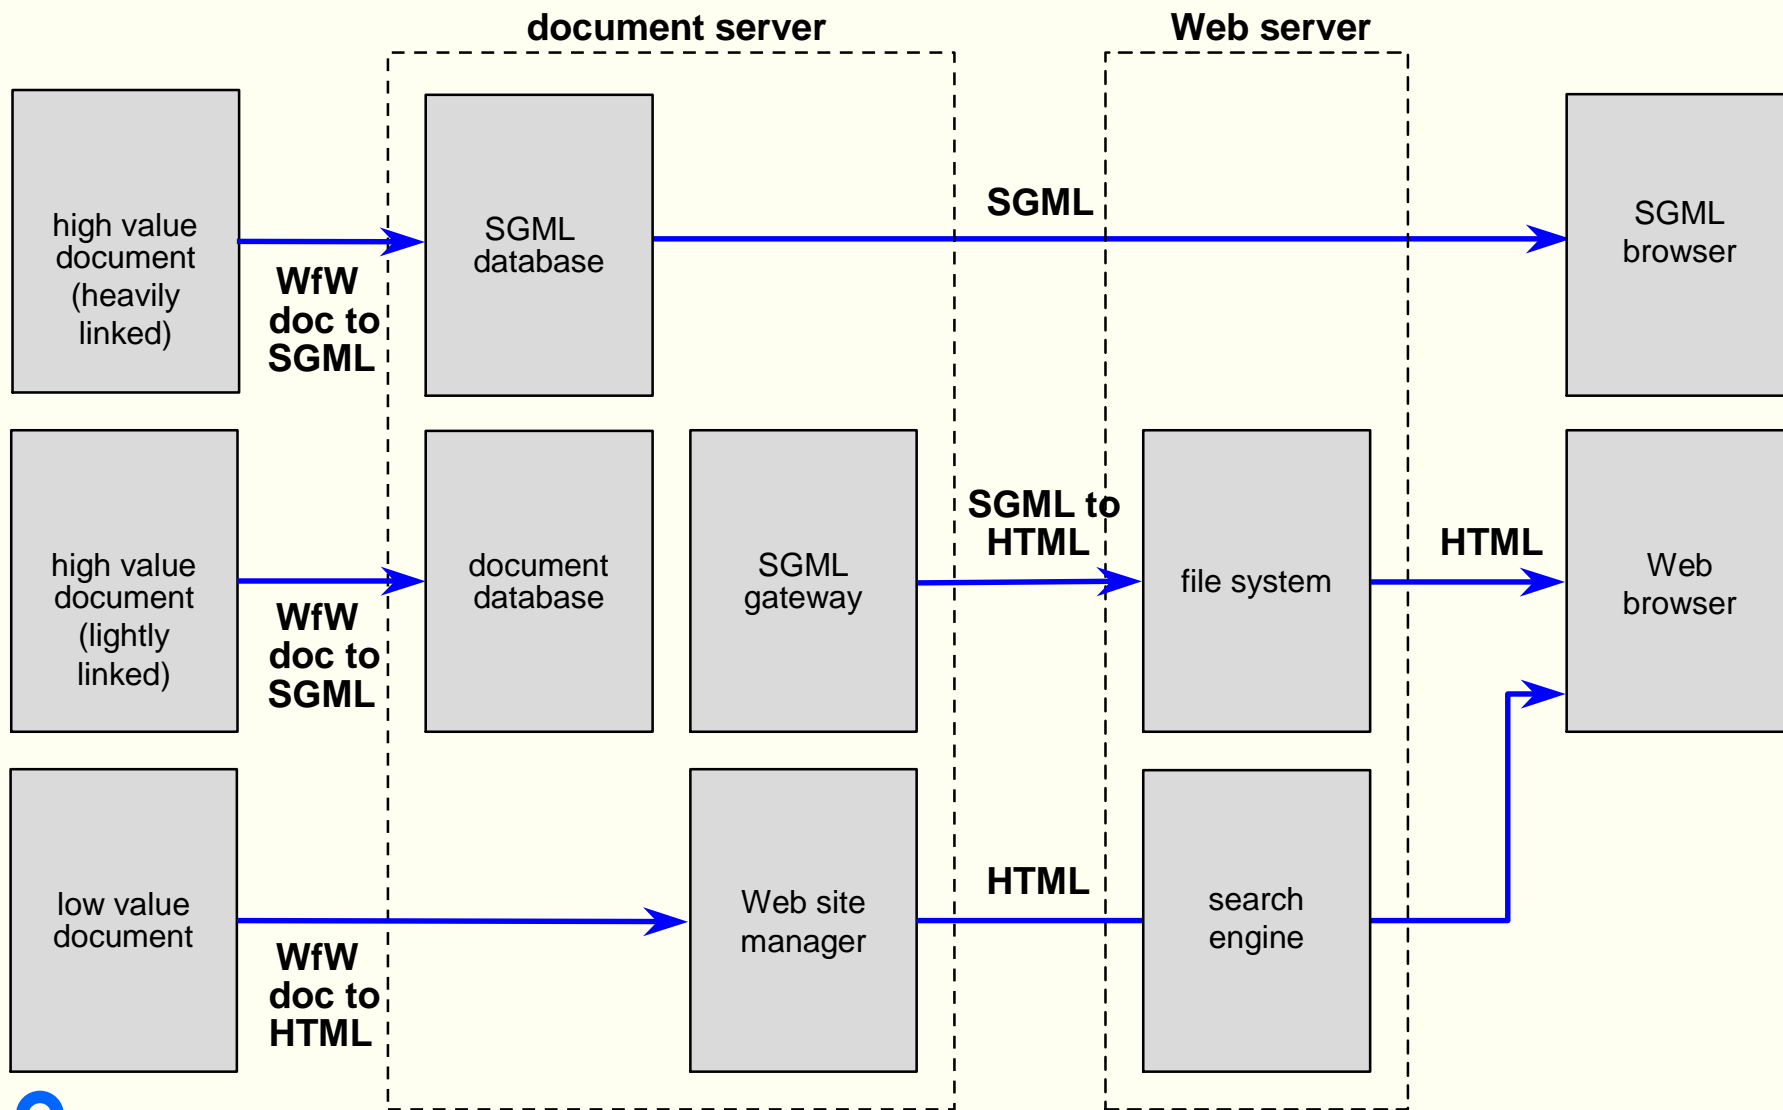 document server
Web server
high value
document
(heavily
linked)
WfW
doc to
SGML
SGML
database
SGML
SGML
browser
high value
document
(lightly
linked)
WfW
doc to
SGML
document
database
SGML
gateway
SGML to
HTML
file system
HTML
Web
browser
low value
document
WfW
doc to
HTML
Web site
manager
HTML
search
engine